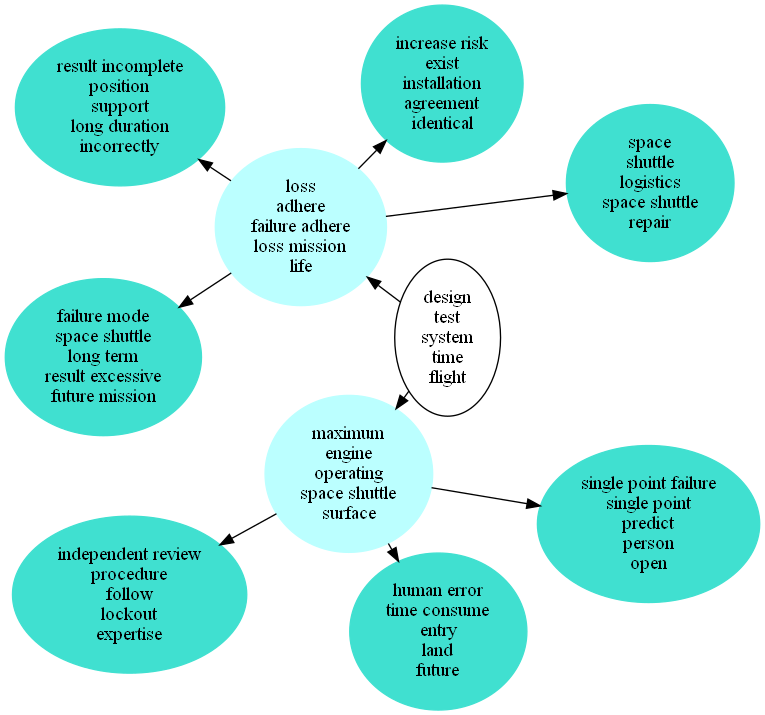 result incomplete
position
support
long duration
incorrectly
increase risk
exist
installation
agreement
identical
space
shuttle
logistics
space shuttle
repair
loss
adhere
failure adhere
loss mission
life
failure mode
space shuttle
long term
result excessive
future mission
design
test
system
time
flight
maximum
engine
operating
space shuttle
surface
single point failure
single point
predict
person
open
independent review
procedure
follow
lockout
expertise
human error
time consume
entry
land
future